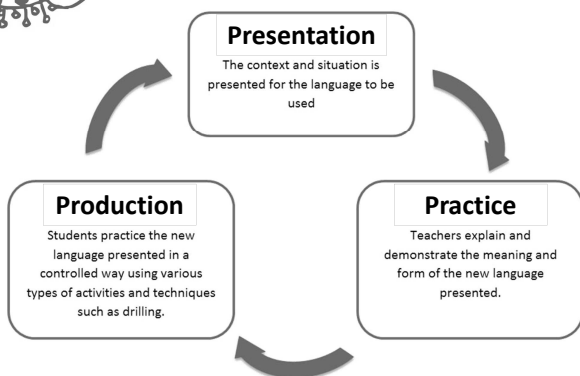 Presentation
The context and situation is
presented for the language to be
used
Practice
Teachers explain and
demonstrate the meaning and
form of the new language
presented.
Production
Students practice the new
language presented in a
controlled way using various
types of activities and techniques
such as drilling.